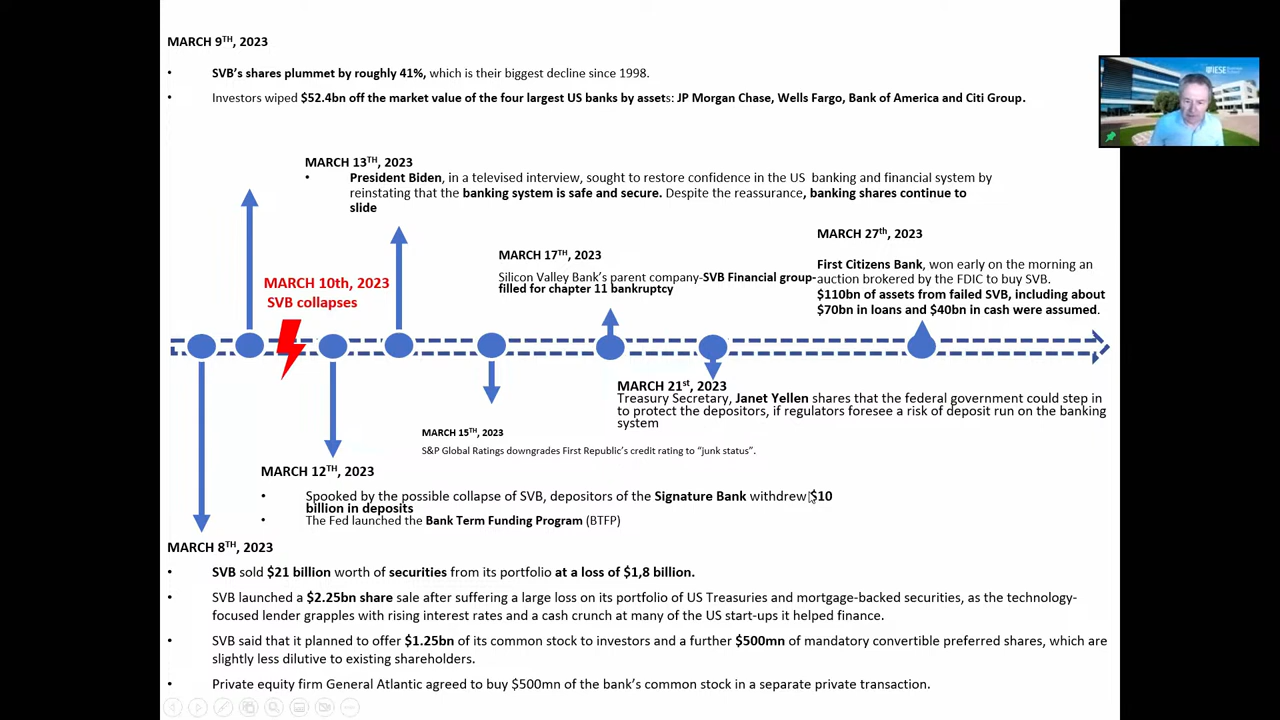 MARCH 9TH, 2023
• SVB's shares plummet by roughly 41%, which is their biggest decline since 1998.
• Investors wiped $52.4bn off the market value of the four largest US banks by assets: JP Morgan Chase, Wells Fargo, Bank of America and Citi Group.
IESE
MARCH 13TH, 2023
• President Biden, in a televised interview, sought to restore confidence in the US banking and financial system by
reinstating that the banking system is safe and secure. Despite the reassurance, banking shares continue to
slide
MARCH 10th, 2023
SVB collapses
MARCH 17TH, 2023
Silicon Valley Bank's parent company-SVB Financial group-
filled for chapter 11 bankruptcy
MARCH 27th, 2023
First Citizens Bank, won early on the morning an
auction brokered by the FDIC to buy SVB.
$110bn of assets from failed SVB, including about
$70bn in loans and $40bn in cash were assumed.
MARCH 21st, 2023
Treasury Secretary, Janet Yellen shares that the federal government could step in
to protect the depositors, if regulators foresee a risk of deposit run on the banking
system
MARCH 15TH, 2023
S&P Global Ratings downgrades First Republic's credit rating to "junk status".
MARCH 12TH, 2023
• Spooked by the possible collapse of SVB, depositors of the Signature Bank withdrew $10
billion in deposits
• The Fed launched the Bank Term Funding Program (BTFP)
MARCH 8TH, 2023
• SVB sold $21 billion worth of securities from its portfolio at a loss of $1,8 billion.
• SVB launched a $2.25bn share sale after suffering a large loss on its portfolio of US Treasuries and mortgage-backed securities, as the technology-
focused lender grapples with rising interest rates and a cash crunch at many of the US start-ups it helped finance.
• SVB said that it planned to offer $1.25bn of its common stock to investors and a further $500mn of mandatory convertible preferred shares, which are
slightly less dilutive to existing shareholders.
• Private equity firm General Atlantic agreed to buy $500mn of the bank's common stock in a separate private transaction.